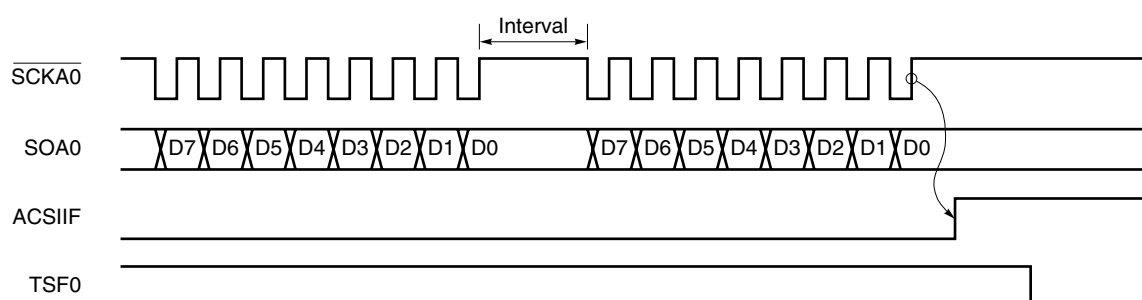 Interval
SCKA0
SOA0 D7 D6 D5 D4 D3 D2 D1 D0 D7 D6 D5 D4 D3 D2 D1 D0
ACSIIF
TSF0